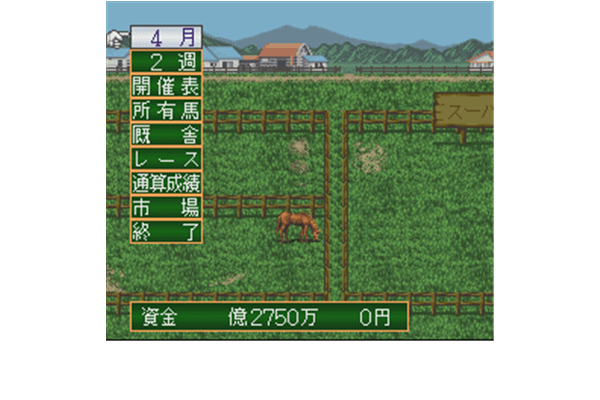 4月
2週
開催表
所有馬
厩舎
レース
通算成績
市場
終了
スーパ
資金 億2750万 0円